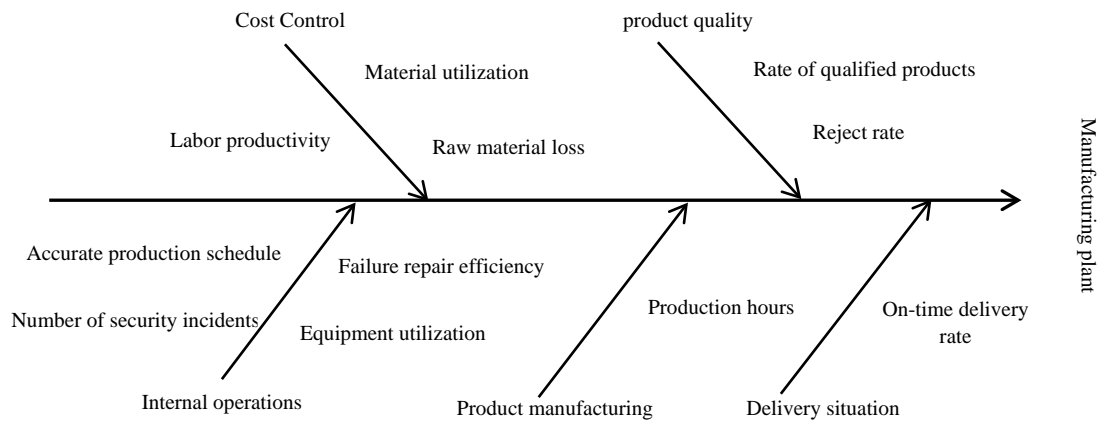 Cost Control
product quality
Material utilization
Rate of qualified products
Labor productivity
Raw material loss
Reject rate
Manufacturing plant
Accurate production schedule
Failure repair efficiency
Number of security incidents
Equipment utilization
Production hours
On-time delivery
rate
Internal operations
Product manufacturing
Delivery situation